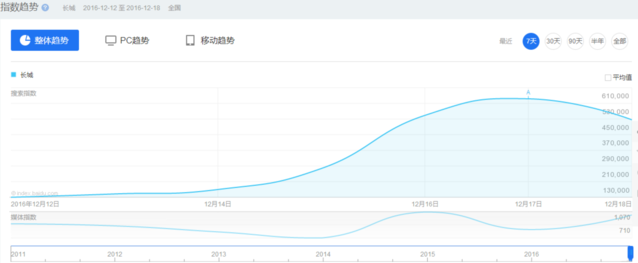 指数趋势 ? 长城 2016-12-12 至 2016-12-18 全国
整体趋势 PC趋势 移动趋势 最近 7天 30天 90天 半年 全部
长城 平均值
搜索指数
A
610,000
530,000
450,000
370,000
290,000
210,000
130,000
© index.baidu.com
2016年12月12日 12月14日 12月16日 12月17日 12月18日
媒体指数
1,070
710
2011 2012 2013 2014 2015 2016